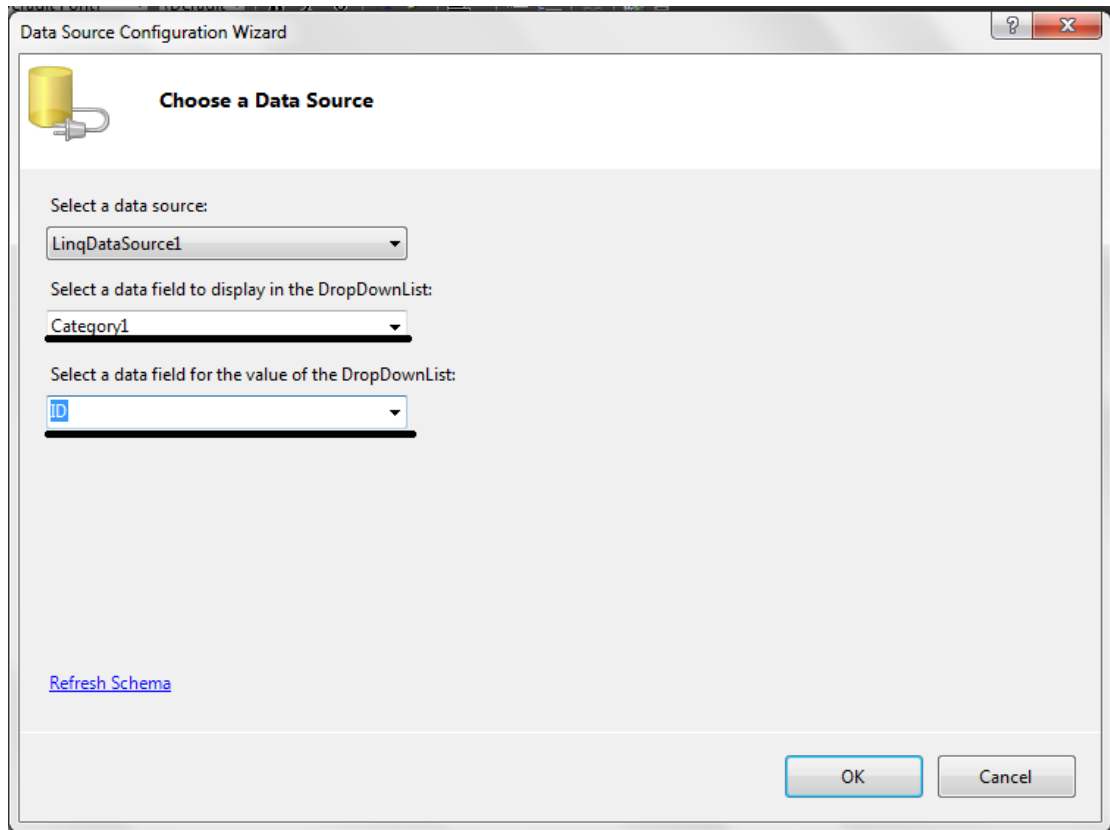 Data Source Configuration Wizard
Choose a Data Source
Select a data source:
LinqDataSource1
Select a data field to display in the DropDownList:
Category1
Select a data field for the value of the DropDownList:
ID
Refresh Schema
OK Cancel